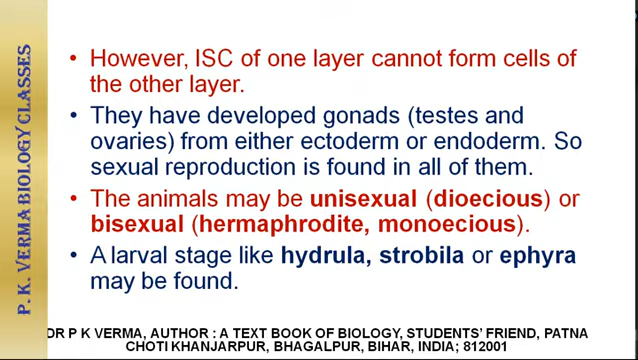 P. K. VERMA BIOLOGY CLASSES
• However, ISC of one layer cannot form cells of
the other layer.
• They have developed gonads (testes and
ovaries) from either ectoderm or endoderm. So
sexual reproduction is found in all of them.
• The animals may be unisexual (dioecious) or
bisexual (hermaphrodite, monoecious).
• A larval stage like hydrula, strobila or ephyra
may be found.
DR P K VERMA, AUTHOR : A TEXT BOOK OF BIOLOGY, STUDENTS' FRIEND, PATNA
CHOTI KHANJARPUR, BHAGALPUR, BIHAR, INDIA; 812001